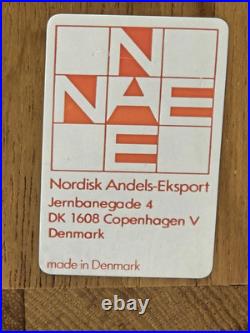 N
NAE
E
Nordisk Andels-Eksport
Jernbanegade 4
DK 1608 Copenhagen V
Denmark
made in Denmark